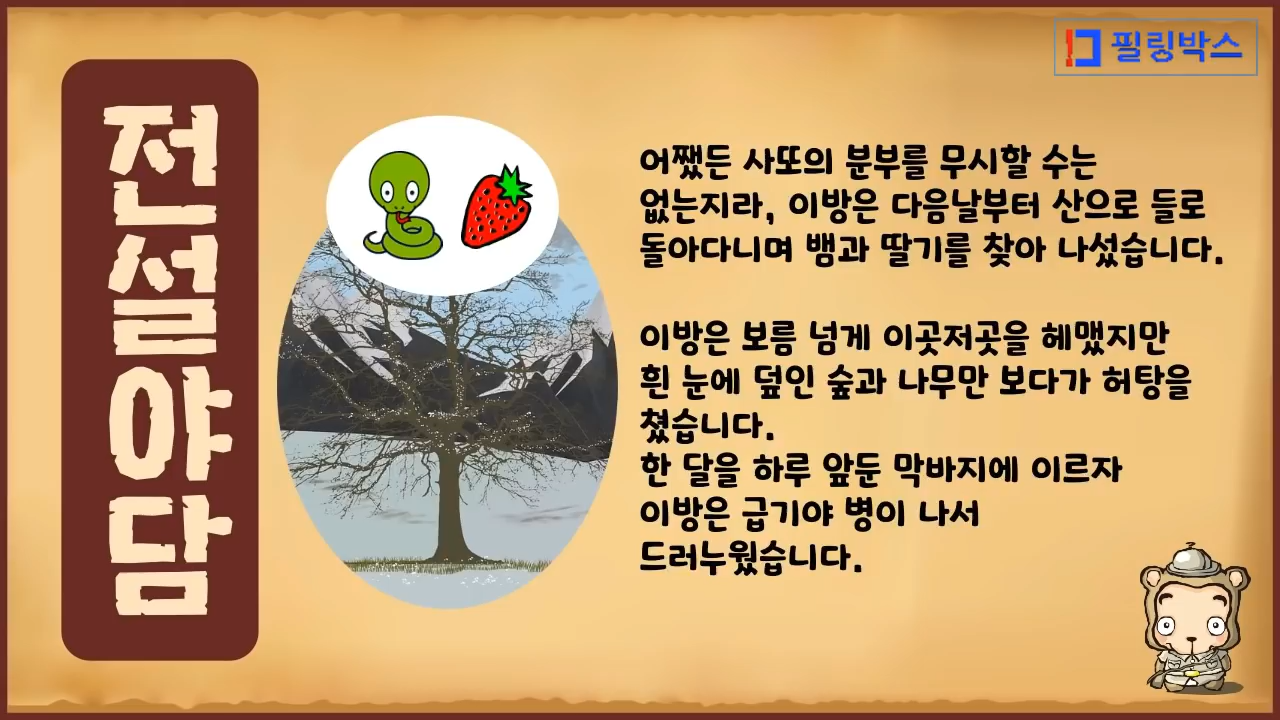 필링박스
전설야담
어쨌든 사또의 분부를 무시할 수는
없는지라, 이방은 다음날부터 산으로 들로
돌아다니며 뱀과 딸기를 찾아 나섰습니다.
이방은 보름 넘게 이곳저곳을 헤맸지만
흰 눈에 덮인 숲과 나무만 보다가 허탕을
쳤습니다.
한 달을 하루 앞둔 막바지에 이르자
이방은 급기야 병이 나서
드러누웠습니다.